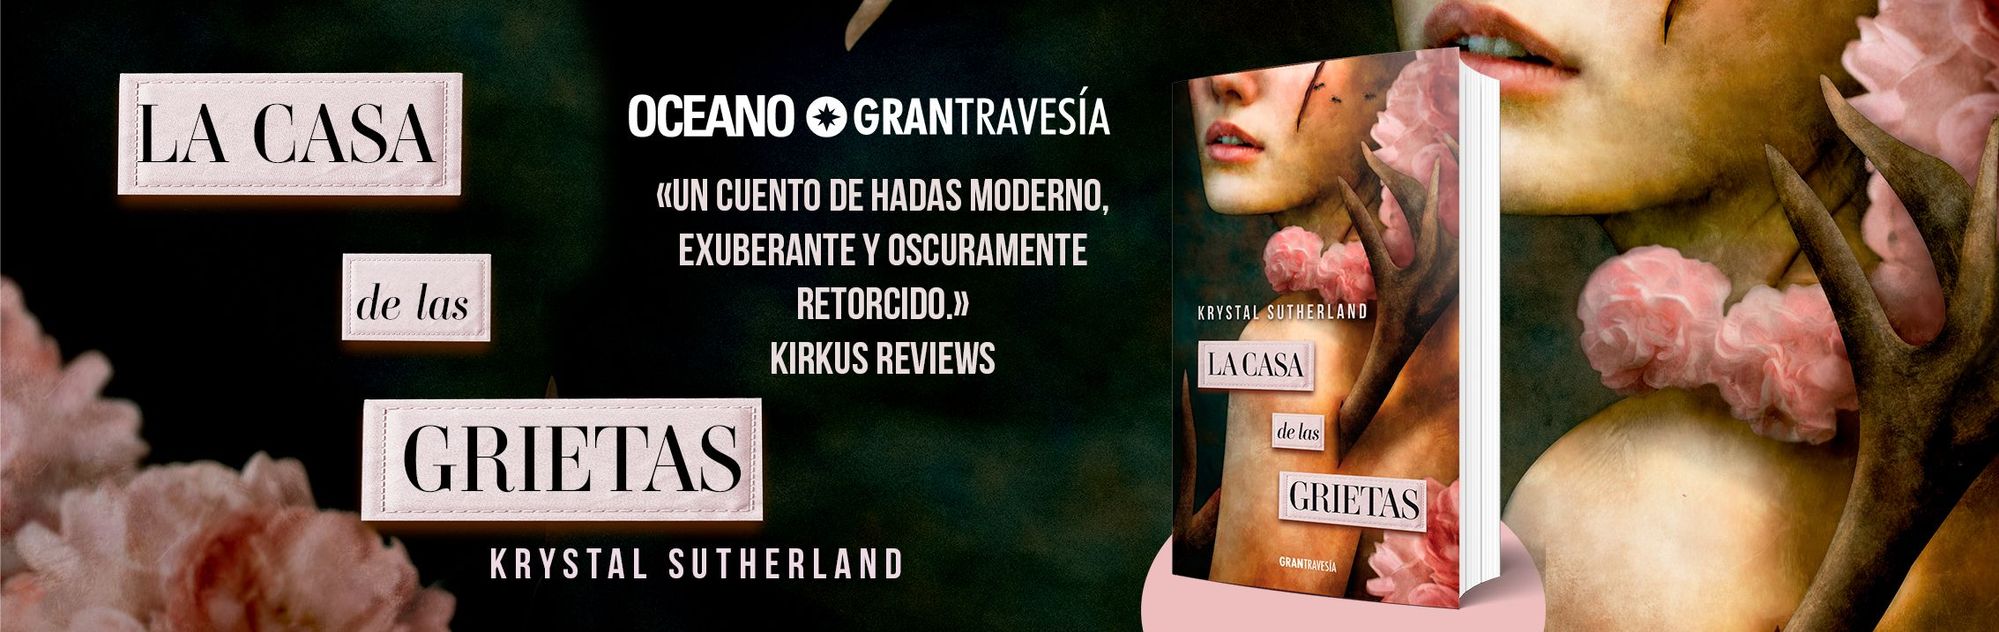 LA CASA
de las
GRIETAS
KRYSTAL SUTHERLAND
OCEANO GRANTRAVESÍA
«UN CUENTO DE HADAS MODERNO,
EXUBERANTE Y OSCURAMENTE
RETORCIDO.»
KIRKUS REVIEWS
KRYSTAL SUTHERLAND
LA CASA
de las
GRIETAS
GRANTRAVESÍA